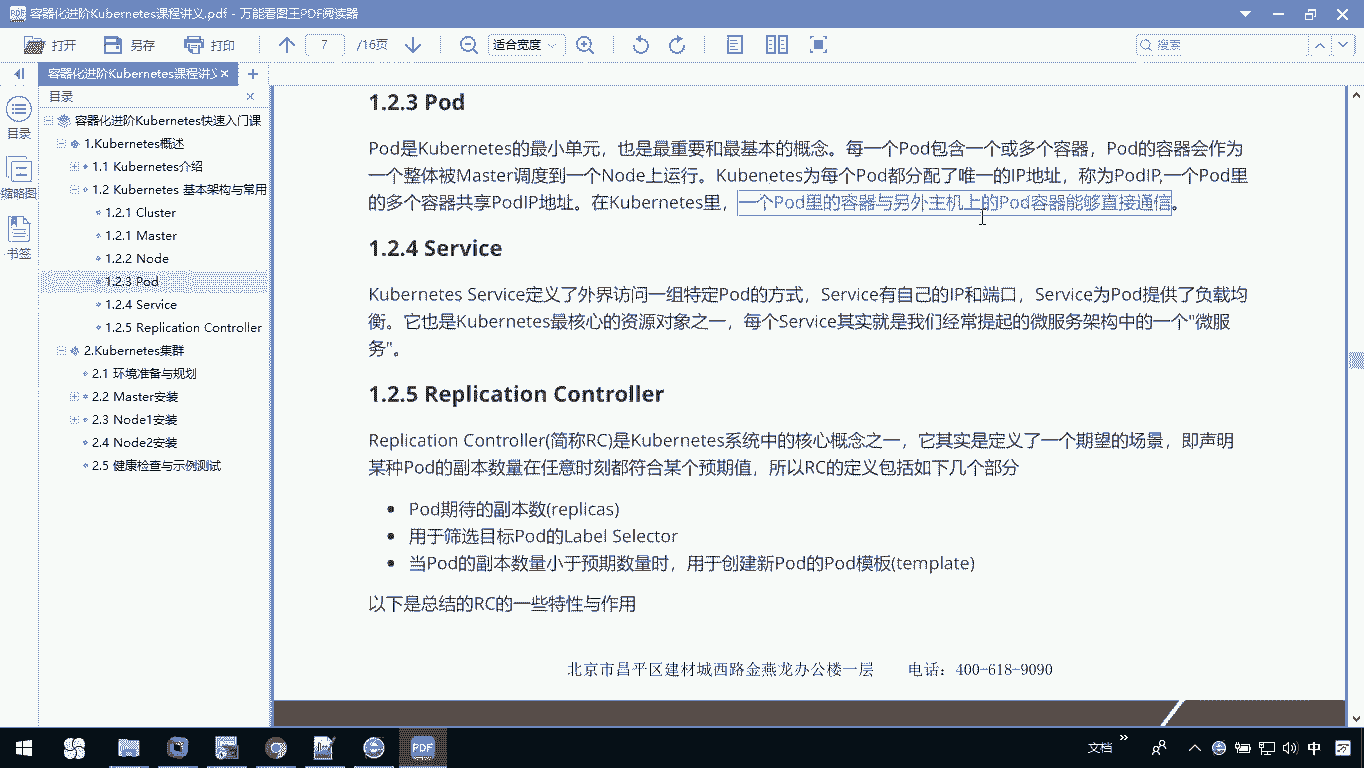 容器化进阶Kubernetes课程讲义.pdf - 万能看图王PDF阅读器
打开 另存 打印 7 /16页 适合宽度 搜索
容器化进阶Kubernetes课程讲义
目录
目录
缩略图
书签
容器化进阶Kubernetes快速入门课
1.Kubernetes概述
1.1 Kubernetes介绍
1.2 Kubernetes 基本架构与常用
1.2.1 Cluster
1.2.1 Master
1.2.2 Node
1.2.3 Pod
1.2.4 Service
1.2.5 Replication Controller
2.Kubernetes集群
2.1 环境准备与规划
2.2 Master安装
2.3 Node1安装
2.4 Node2安装
2.5 健康检查与示例测试
1.2.3 Pod
Pod是Kubernetes的最小单元，也是最重要和最基本的概念。每一个Pod包含一个或多个容器，Pod的容器会作为
一个整体被Master调度到一个Node上运行。Kubenetes为每个Pod都分配了唯一的IP地址，称为PodIP,一个Pod里
的多个容器共享PodIP地址。在Kubernetes里，一个Pod里的容器与另外主机上的Pod容器能够直接通信。
1.2.4 Service
Kubernetes Service定义了外界访问一组特定Pod的方式，Service有自己的IP和端口，Service为Pod提供了负载均
衡。它也是Kubernetes最核心的资源对象之一，每个Service其实就是我们经常提起的微服务架构中的一个"微服
务"。
1.2.5 Replication Controller
Replication Controller(简称RC)是Kubernetes系统中的核心概念之一，它其实是定义了一个期望的场景，即声明
某种Pod的副本数量在任意时刻都符合某个预期值，所以RC的定义包括如下几个部分
Pod期待的副本数(replicas)
用于筛选目标Pod的Label Selector
当Pod的副本数量小于预期数量时，用于创建新Pod的Pod模板(template)
以下是总结的RC的一些特性与作用
北京市昌平区建材城西路金燕龙办公楼一层 电话：400-618-9090
PDF 文档 中